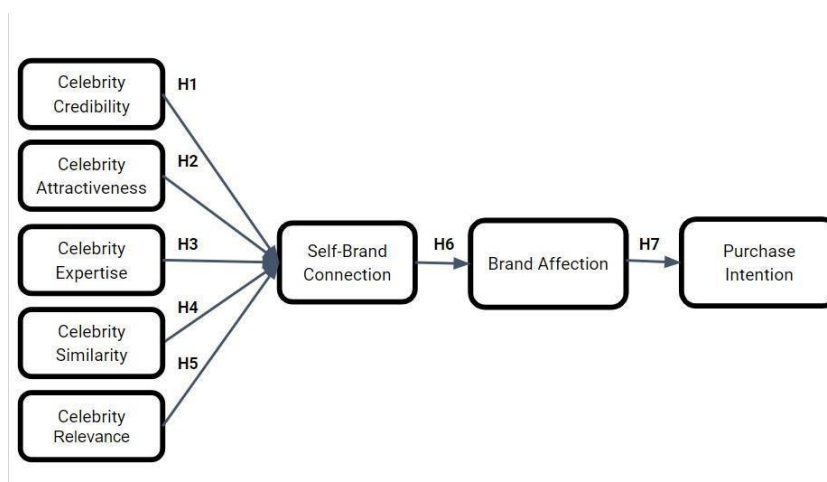 Celebrity
Credibility
H1
Celebrity
Attractiveness
H2
Celebrity
Expertise
H3
Celebrity
Similarity
H4
H5
Celebrity
Relevance
Self-Brand
Connection
H6
Brand Affection
H7
Purchase
Intention